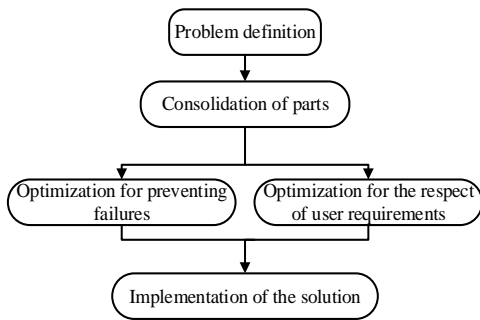 Problem definition
Consolidation of parts
Optimization for preventing
failures
Optimization for the respect
of user requirements
Implementation of the solution